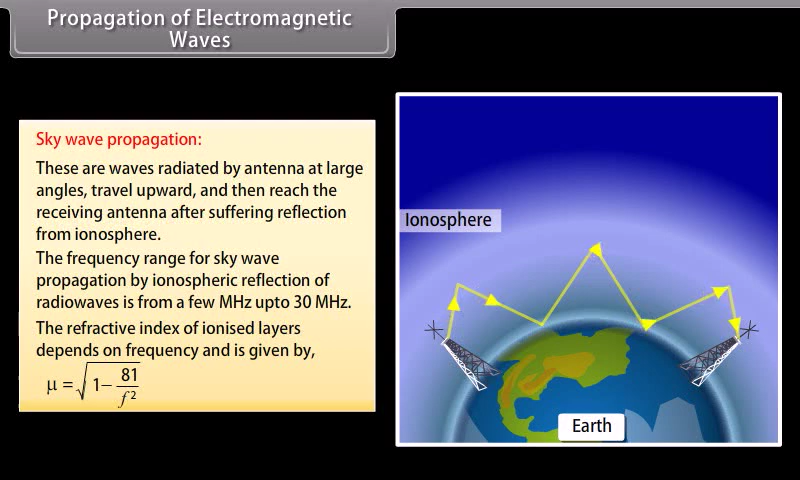 Propagation of Electromagnetic
Waves
Sky wave propagation:
These are waves radiated by antenna at large
angles, travel upward, and then reach the
receiving antenna after suffering reflection
from ionosphere.
The frequency range for sky wave
propagation by ionospheric reflection of
radiowaves is from a few MHz upto 30 MHz.
The refractive index of ionised layers
depends on frequency and is given by,
μ = √(1 − 81/f²)
Ionosphere
Earth